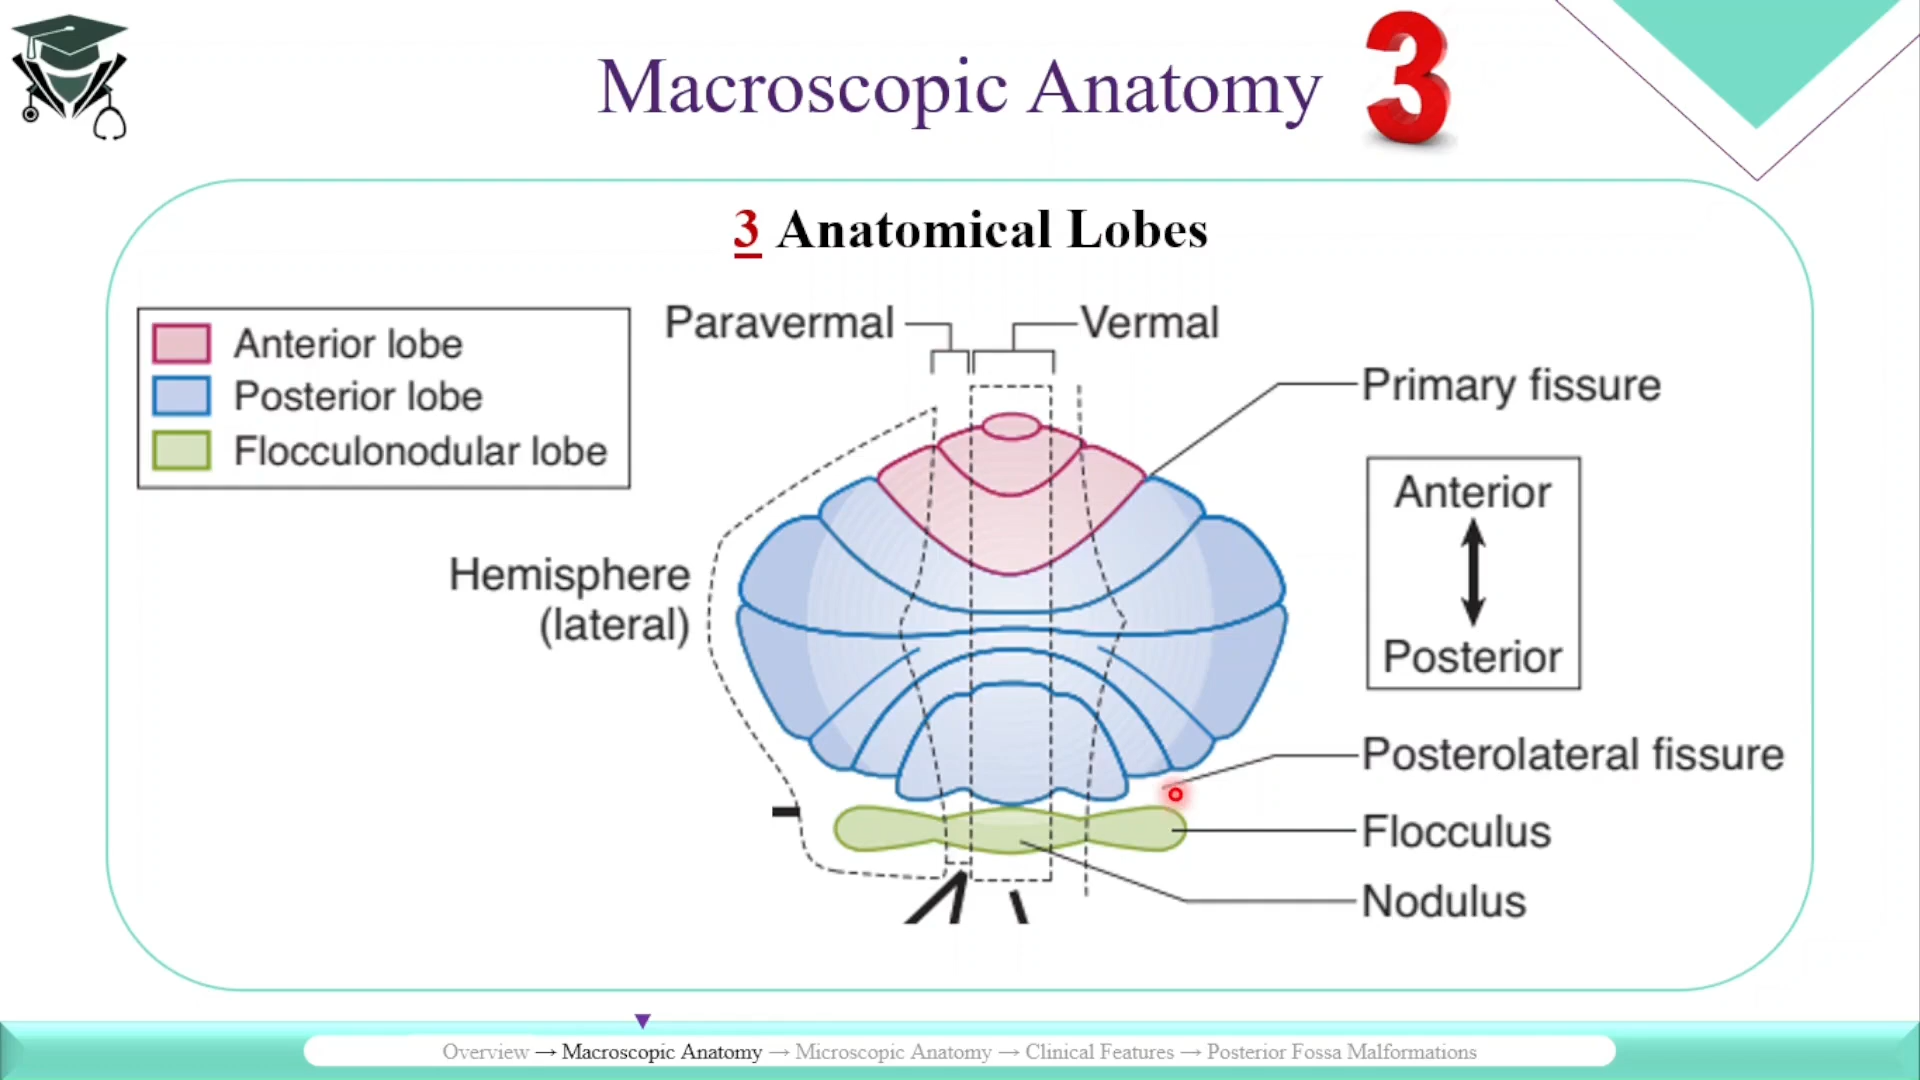 Macroscopic Anatomy 3
3 Anatomical Lobes
Anterior lobe
Posterior lobe
Flocculonodular lobe
Paravermal
Vermal
Primary fissure
Hemisphere
(lateral)
Anterior
Posterior
Posterolateral fissure
Flocculus
Nodulus
Overview → Macroscopic Anatomy → Microscopic Anatomy → Clinical Features → Posterior Fossa Malformations